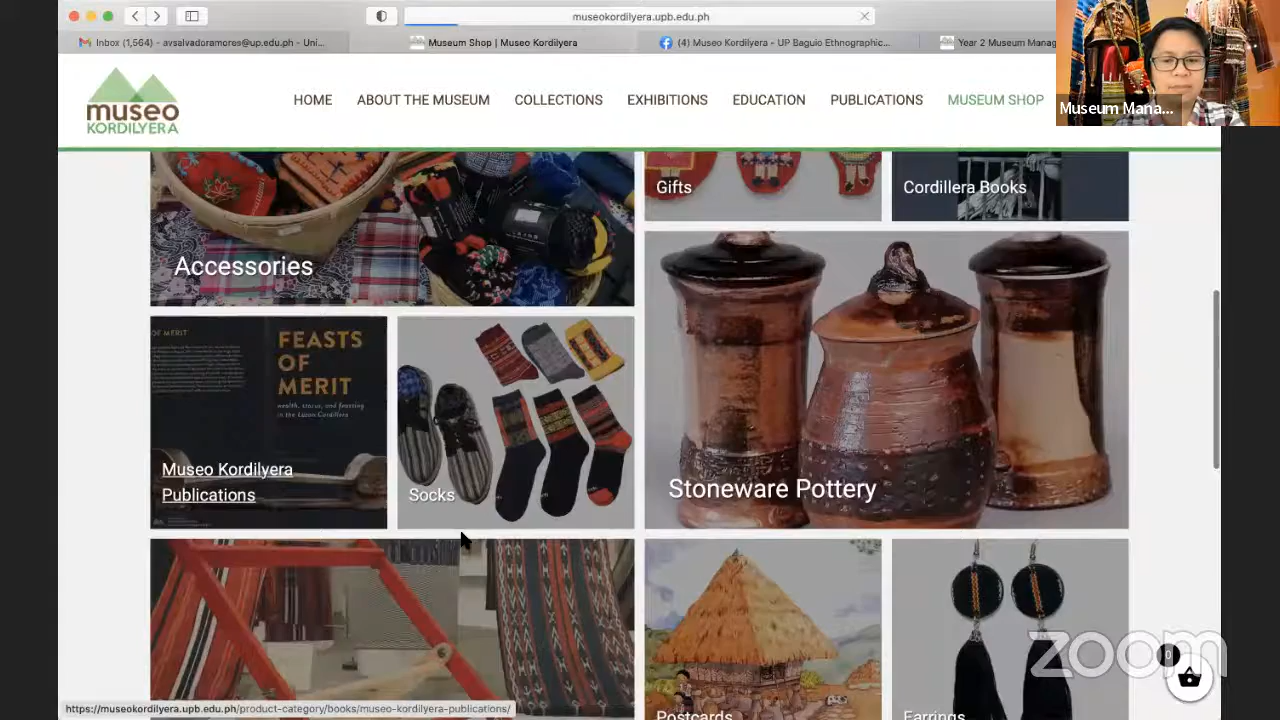 museokordilyera.upb.edu.ph
Inbox (1,564) - avsalvadoramores@up.edu.ph - Uni...
Museum Shop | Museo Kordilyera
(4) Museo Kordilyera - UP Baguio Ethnographic...
Year 2 Museum Manag
Museum Mana...
museo
KORDILYERA
HOME
ABOUT THE MUSEUM
COLLECTIONS
EXHIBITIONS
EDUCATION
PUBLICATIONS
MUSEUM SHOP
Gifts
Cordillera Books
Accessories
OF MERIT
FEASTS
OF
MERIT
wealth, status, and feasting
in the Luzon Cordillera
Museo Kordilyera
Publications
Socks
Stoneware Pottery
Postcards
Earrings
zoom
0
https://museokordilyera.upb.edu.ph/product-category/books/museo-kordilyera-publications/